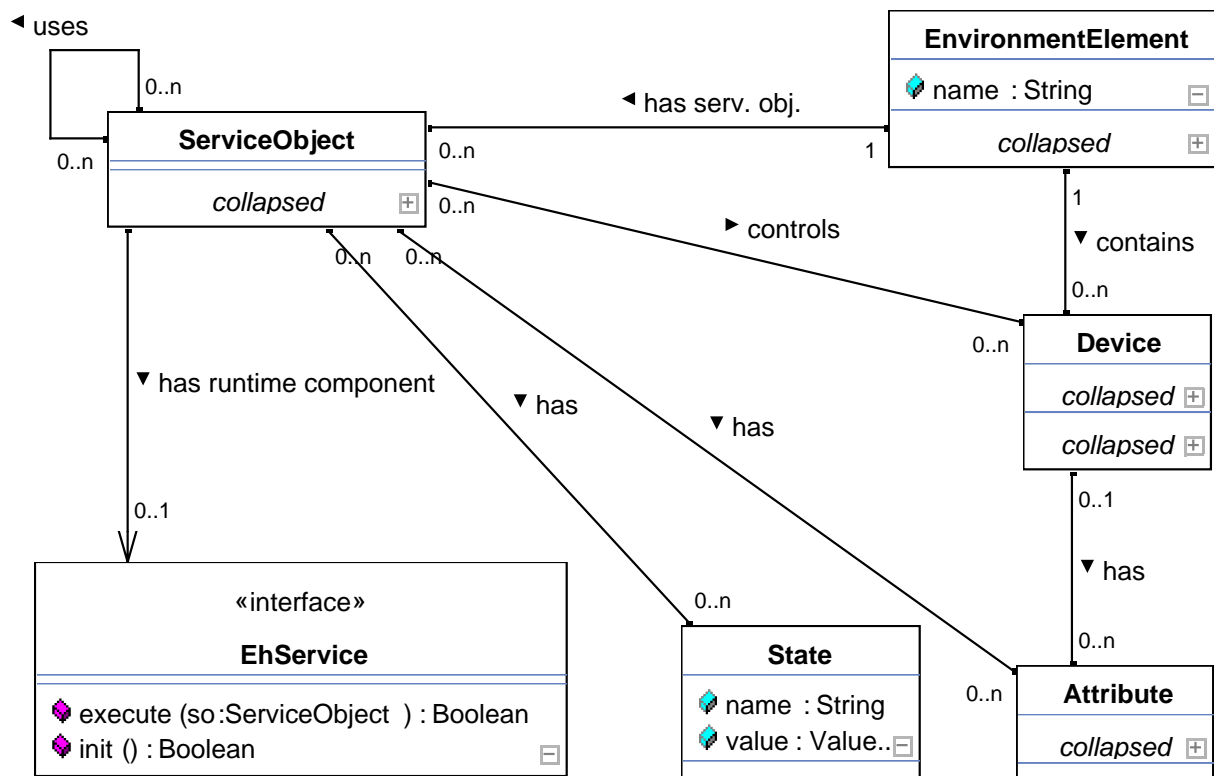 ◄ uses
EnvironmentElement
name : String
0..n
◄ has serv. obj.
ServiceObject
0..n
0..n
1
collapsed
collapsed
0..n
1
► controls
▼ contains
0..n
0..n
0..n
0..n
Device
▼ has runtime component
collapsed
▼ has
▼ has
collapsed
0..1
0..1
▼ has
«interface»
0..n
0..n
EhService
State
0..n
Attribute
execute (so:ServiceObject ) : Boolean
name : String
init () : Boolean
value : Value..
collapsed